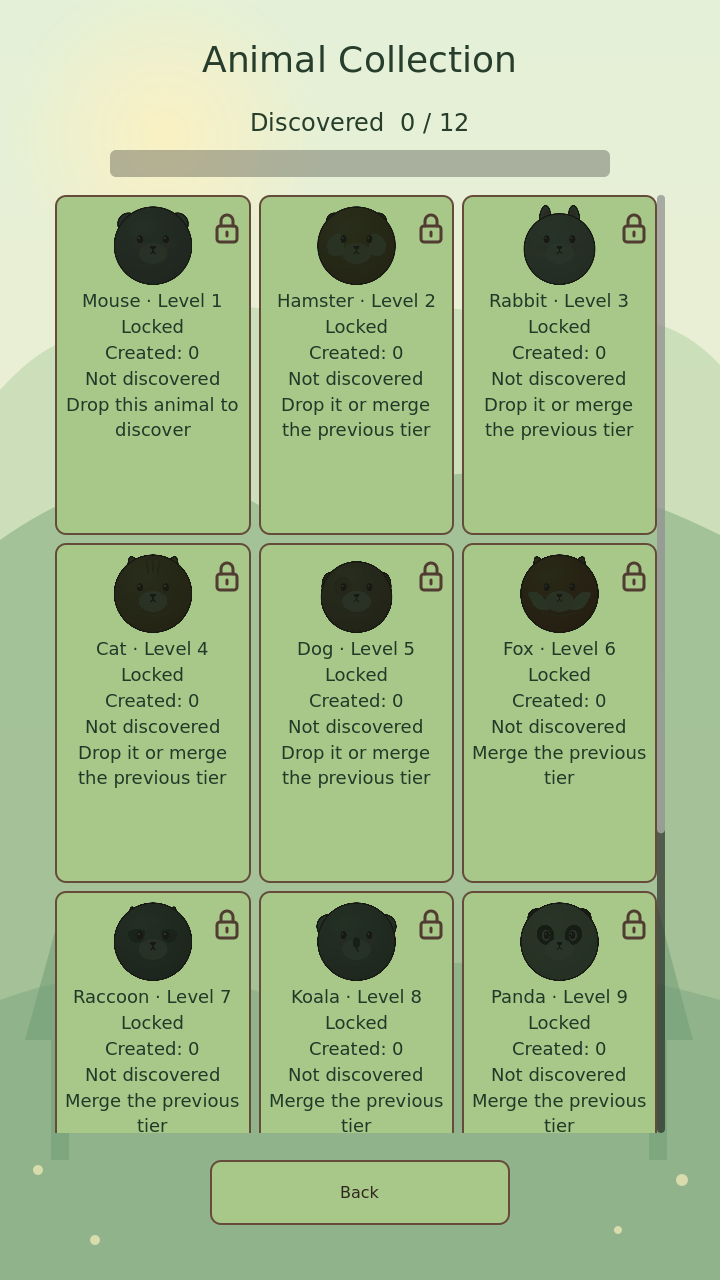 Animal Collection
Discovered 0 / 12
Mouse · Level 1
Locked
Created: 0
Not discovered
Drop this animal to
discover
Hamster · Level 2
Locked
Created: 0
Not discovered
Drop it or merge
the previous tier
Rabbit · Level 3
Locked
Created: 0
Not discovered
Drop it or merge
the previous tier
Cat · Level 4
Locked
Created: 0
Not discovered
Drop it or merge
the previous tier
Dog · Level 5
Locked
Created: 0
Not discovered
Drop it or merge
the previous tier
Fox · Level 6
Locked
Created: 0
Not discovered
Merge the previous
tier
Raccoon · Level 7
Locked
Created: 0
Not discovered
Merge the previous
tier
Koala · Level 8
Locked
Created: 0
Not discovered
Merge the previous
tier
Panda · Level 9
Locked
Created: 0
Not discovered
Merge the previous
tier
Back